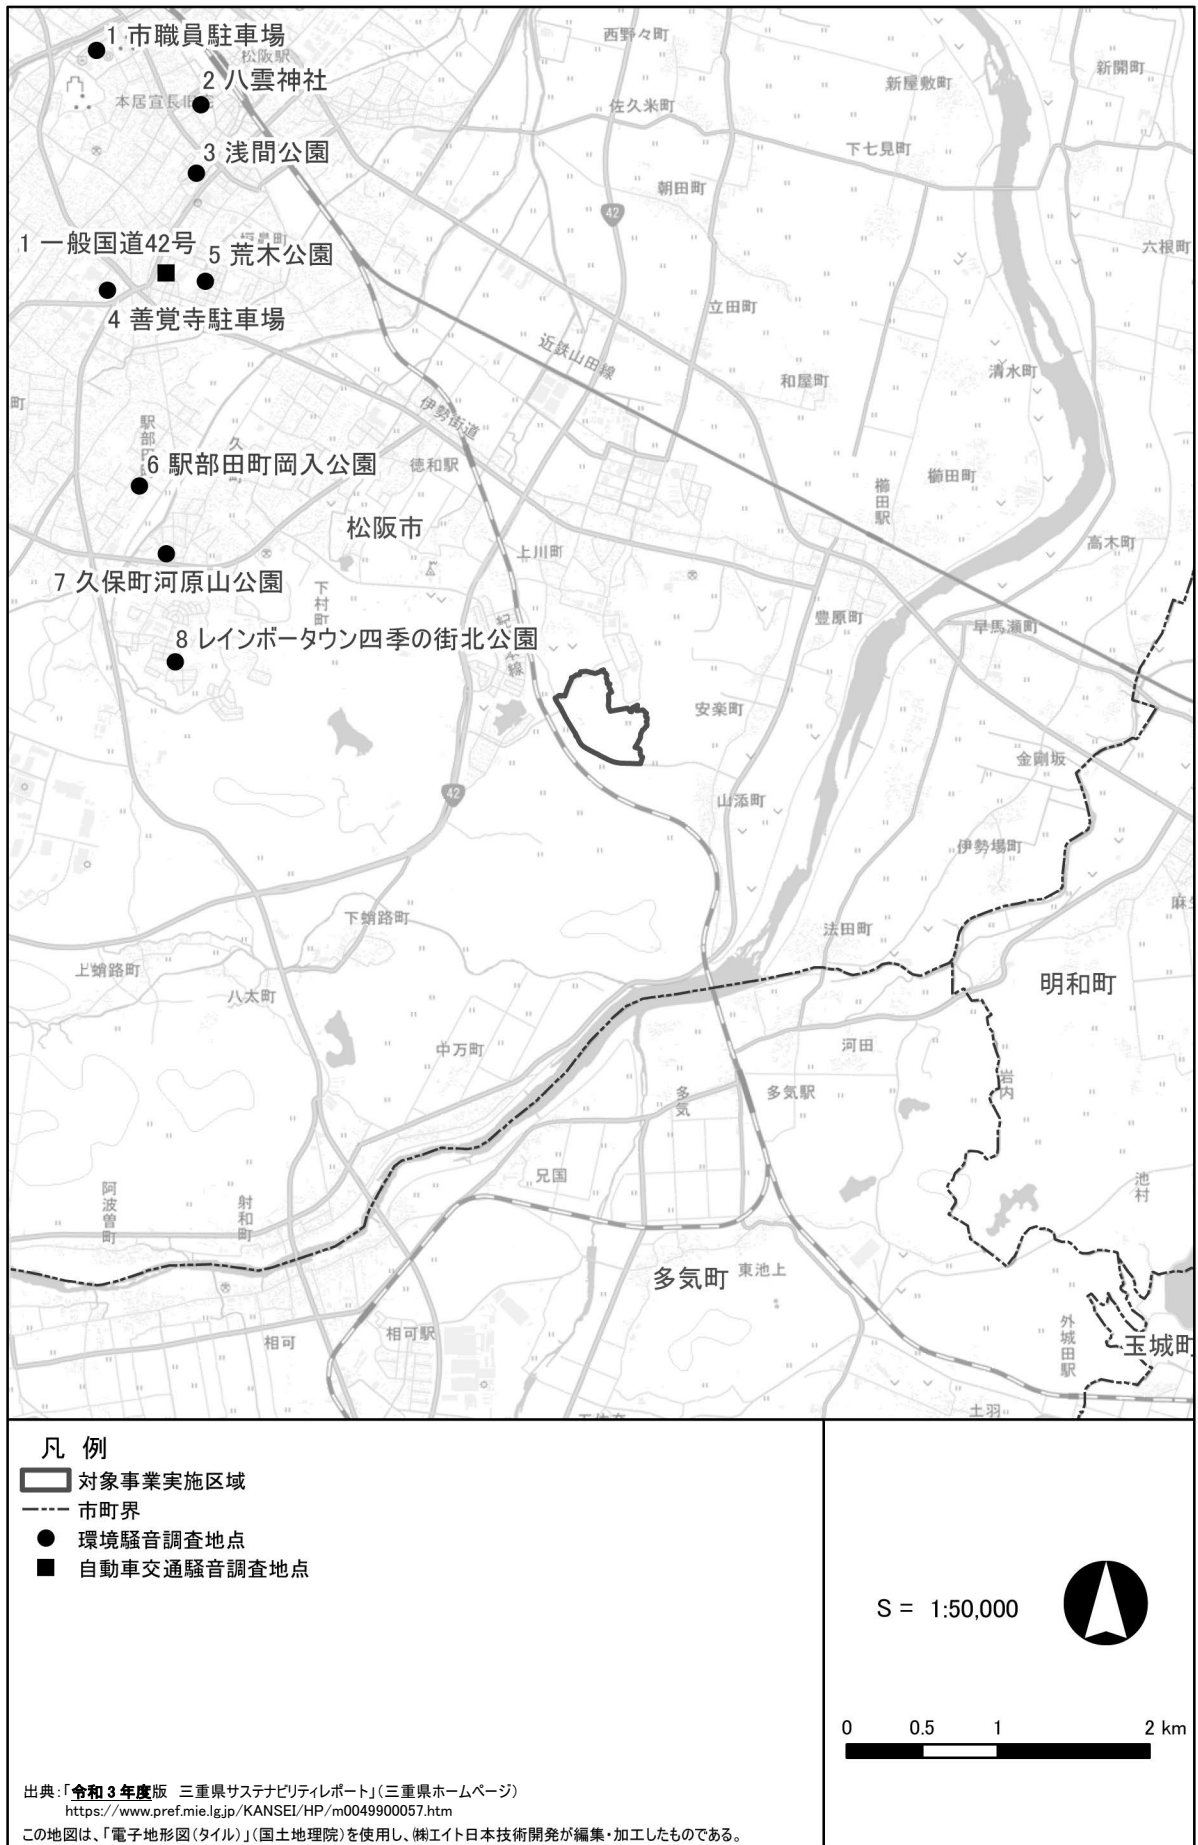 1 市職員駐車場
松阪駅
西野々町
新屋敷町
新開町
2 八雲神社
佐久米町
3 浅間公園
下七見町
朝田町
42
六根町
1 一般国道42号
5 荒木公園
4 善覚寺駐車場
立田町
近鉄山田線
和屋町
清水町
町
伊勢街道
徳和駅
6 駅部田町岡入公園
櫛田町
櫛田駅
松阪市
上川町
高木町
7 久保町河原山公園
下村町
豊原町
早馬瀬町
8 レインボータウン四季の街北公園
安楽町
金剛坂
42
山添町
伊勢場町
下蛸路町
法田町
上蛸路町
八太町
明和町
中万町
河田
岩内
多気
多気駅
兄国
池村
阿波曽町
射和町
多気町
東池上
相可
相可駅
外城田駅
玉城町
土羽
凡 例
対象事業実施区域
市町界
環境騒音調査地点
自動車交通騒音調査地点
S = 1:50,000
0 0.5 1 2 km
出典:「令和3年度版 三重県サステナビリティレポート」(三重県ホームページ)
https://www.pref.mie.lg.jp/KANSEI/HP/m0049900057.htm
この地図は、「電子地形図(タイル)」(国土地理院)を使用し、㈱エイト日本技術開発が編集・加工したものである。